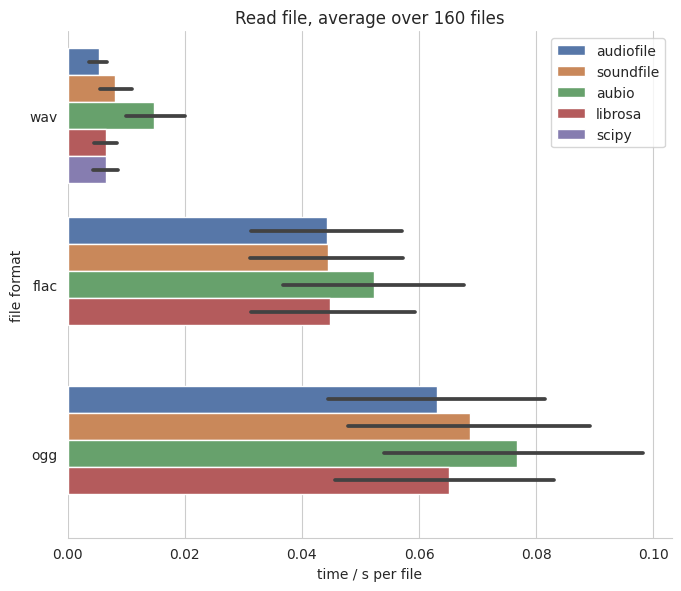 Read file, average over 160 files
audiofile
soundfile
aubio
librosa
scipy
wav
flac
ogg
file format
0.00 0.02 0.04 0.06 0.08 0.10
time / s per file